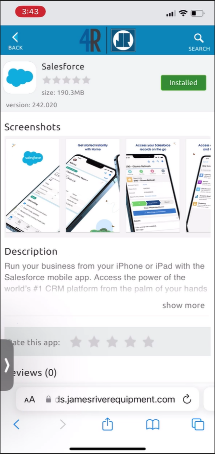 3:43
4R
BACK
SEARCH
Salesforce
size: 190.3MB
Installed
version: 242.020
Screenshots
salesforce
Get started instantly
with Home
Access your Salesforce
records on the go
Description
Run your business from your iPhone or iPad with the
Salesforce mobile app. Access the power of the
world's #1 CRM platform from the palm of your hands
show more
ate this app:
eviews (0)
AA
ds.jamesriverequipment.com